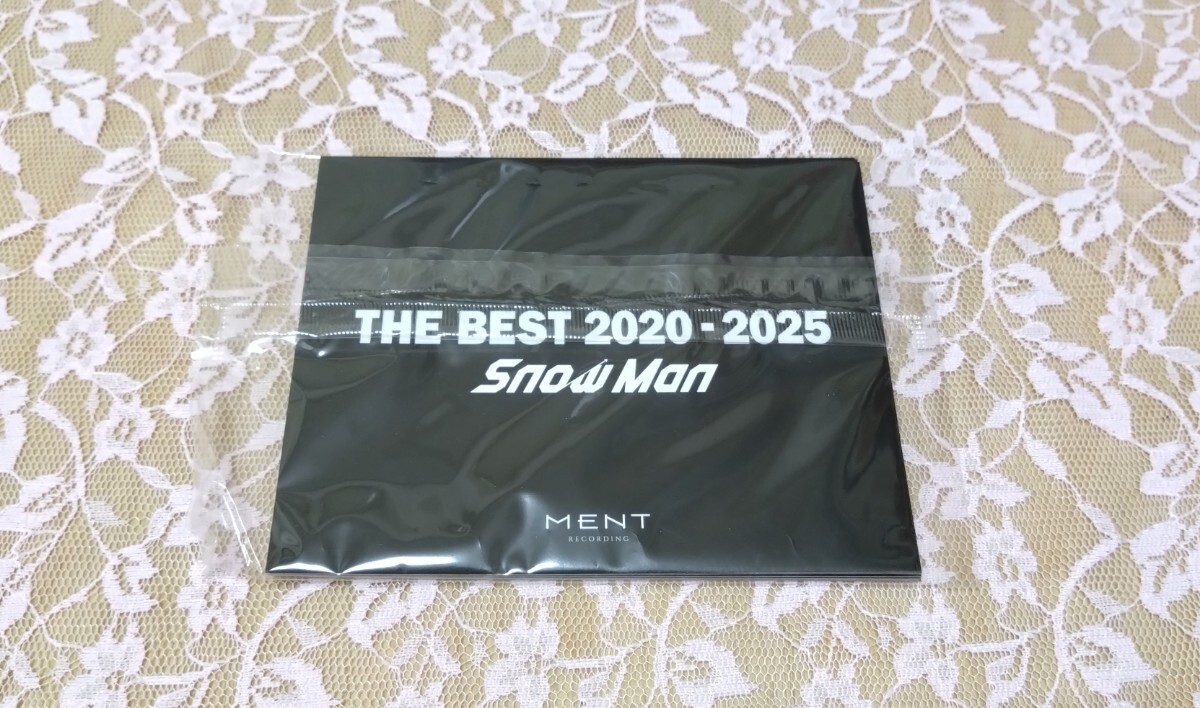 THE BEST 2020 - 2025
Snow Man
MENT
RECORDING